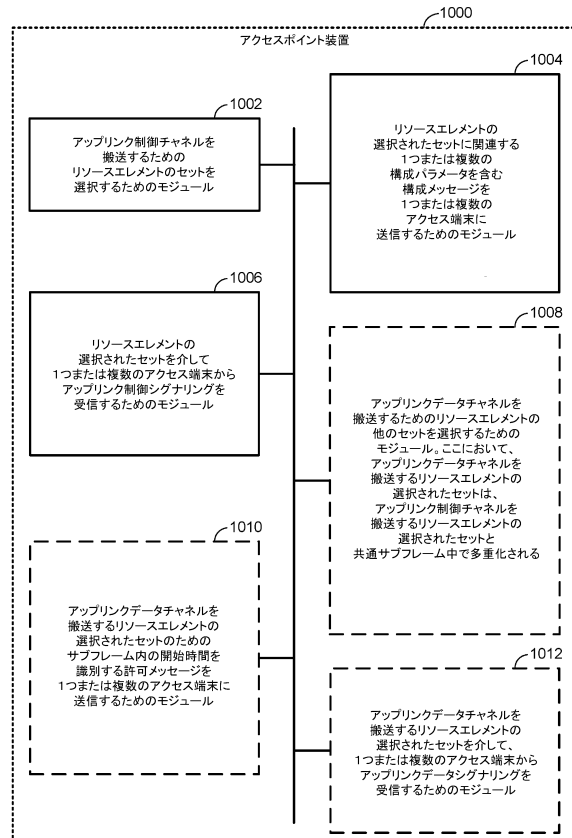 1000
アクセスポイント装置
1002
アップリンク制御チャネルを
搬送するための
リソースエレメントのセットを
選択するためのモジュール
1004
リソースエレメントの
選択されたセットに関連する
1つまたは複数の
構成パラメータを含む
構成メッセージを
1つまたは複数の
アクセス端末に
送信するためのモジュール
1006
リソースエレメントの
選択されたセットを介して
1つまたは複数のアクセス端末から
アップリンク制御シグナリングを
受信するためのモジュール
1008
アップリンクデータチャネルを
搬送するためのリソースエレメントの
他のセットを選択するための
モジュール。ここにおいて、
アップリンクデータチャネルを
搬送するリソースエレメントの
選択されたセットは、
アップリンク制御チャネルを
搬送するリソースエレメントの
選択されたセットと
共通サブフレーム中で多重化される
1010
アップリンクデータチャネルを
搬送するリソースエレメントの
選択されたセットのための
サブフレーム内の開始時間を
識別する許可メッセージを
1つまたは複数のアクセス端末に
送信するためのモジュール
1012
アップリンクデータチャネルを
搬送するリソースエレメントの
選択されたセットを介して、
1つまたは複数のアクセス端末から
アップリンクデータシグナリングを
受信するためのモジュール